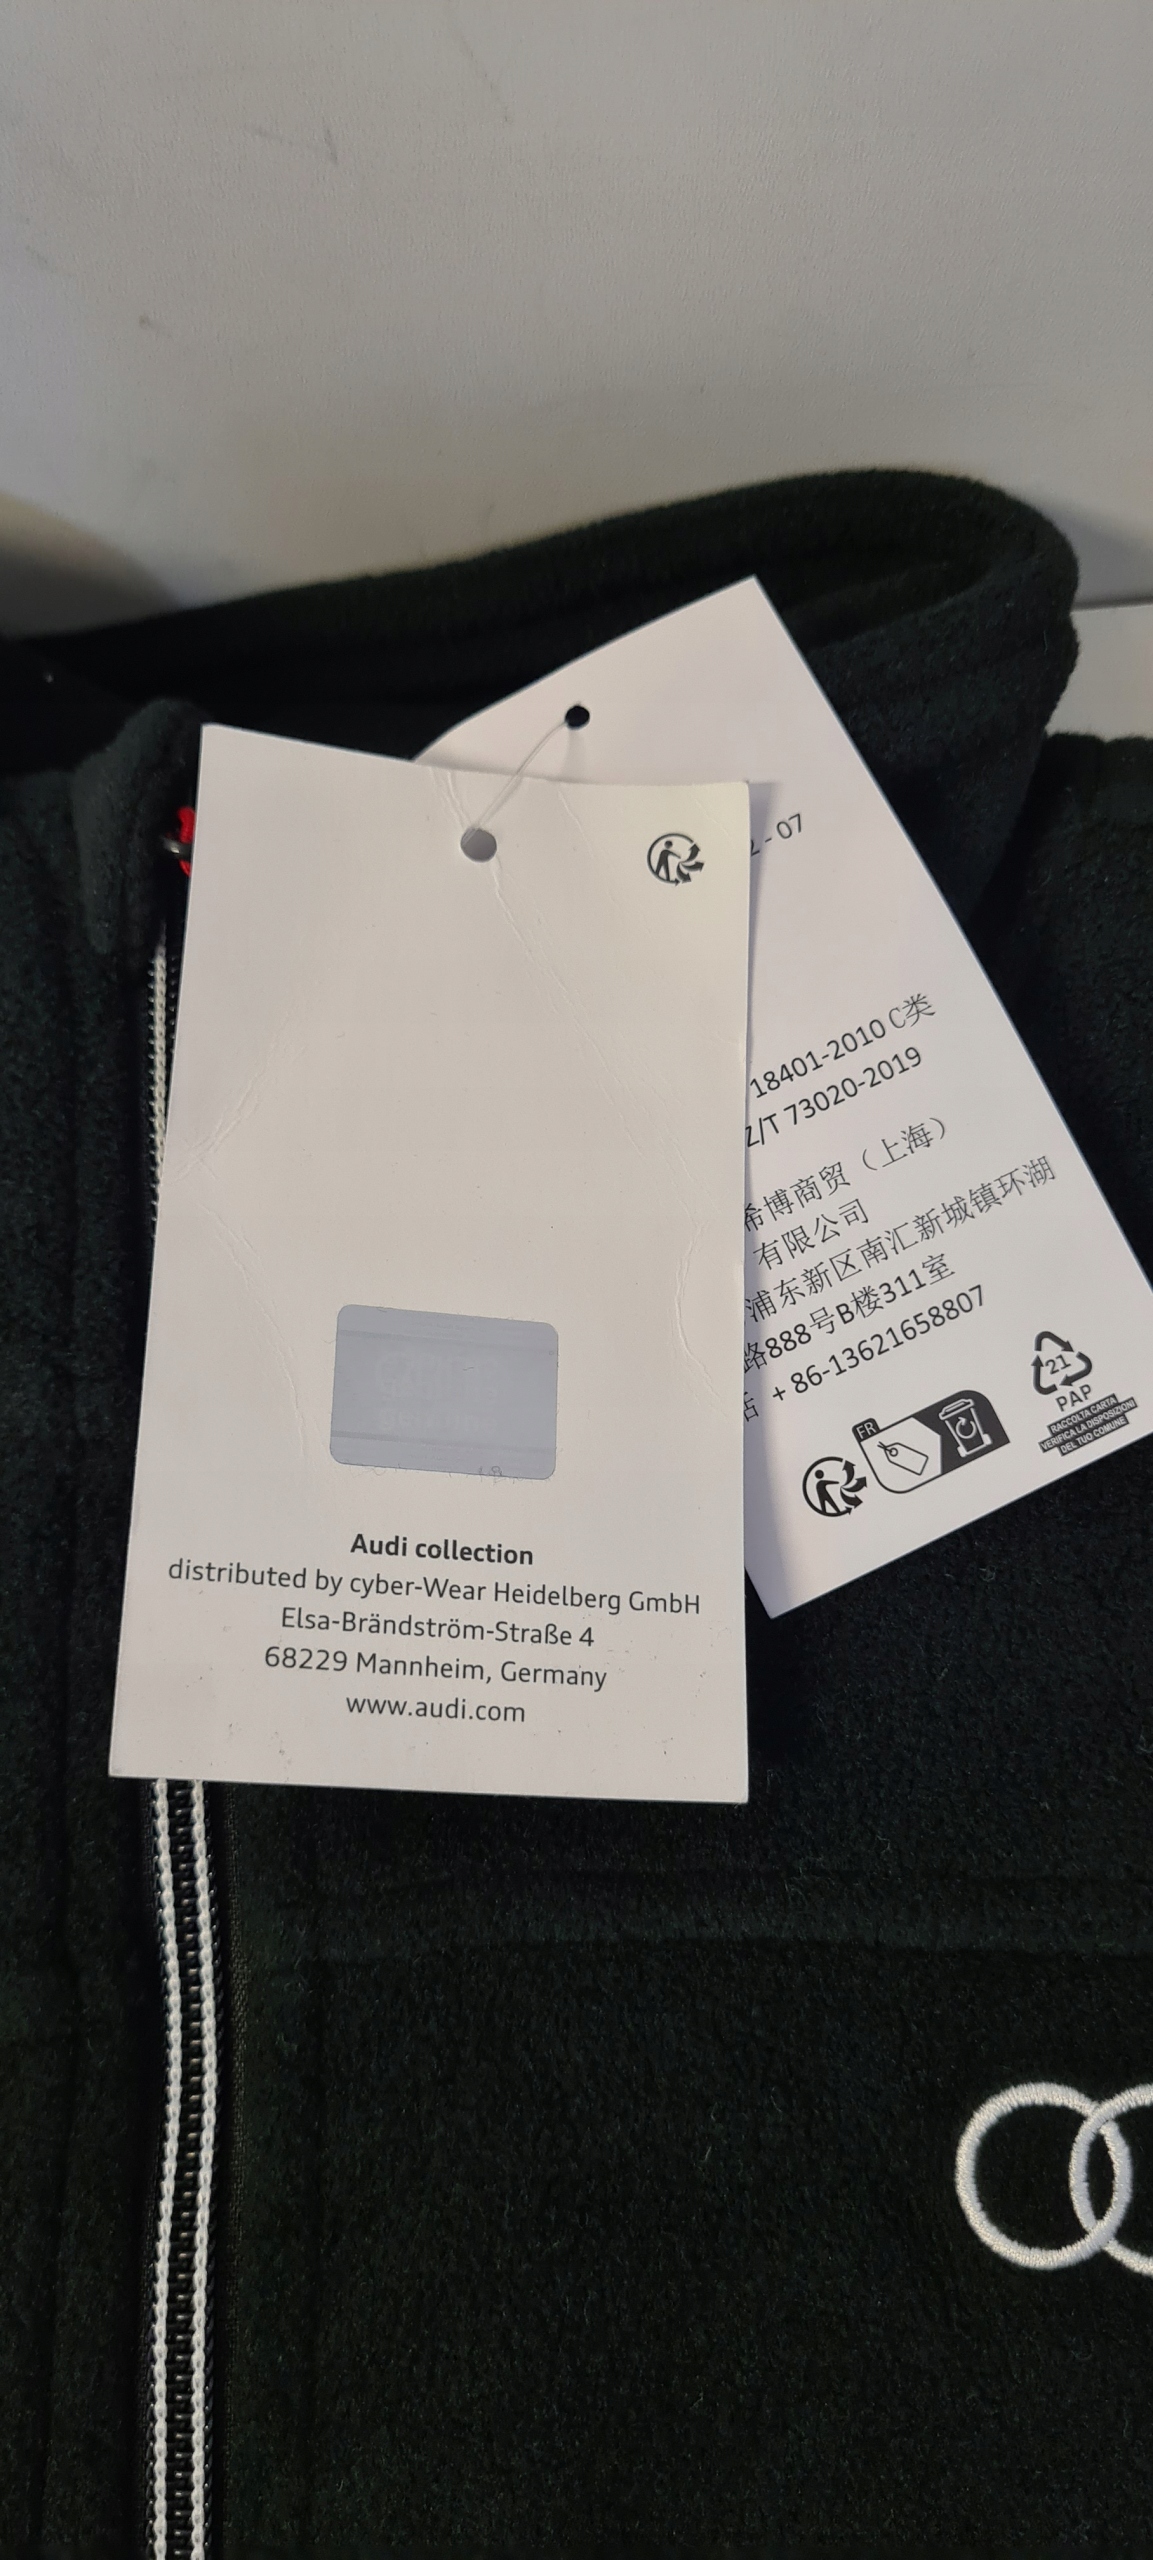 Audi collection
distributed by cyber-Wear Heidelberg GmbH
Elsa-Brändström-Straße 4
68229 Mannheim, Germany
www.audi.com
- 07
18401-2010 C类
Z/T 73020-2019
希博商贸（上海）
有限公司
浦东新区南汇新城镇环湖
路888号B楼311室
+ 86-13621658807
FR
21
PAP
RACCOLTA CARTA
VERIFICA LA DISPOSIZIONI
DEL TUO COMUNE